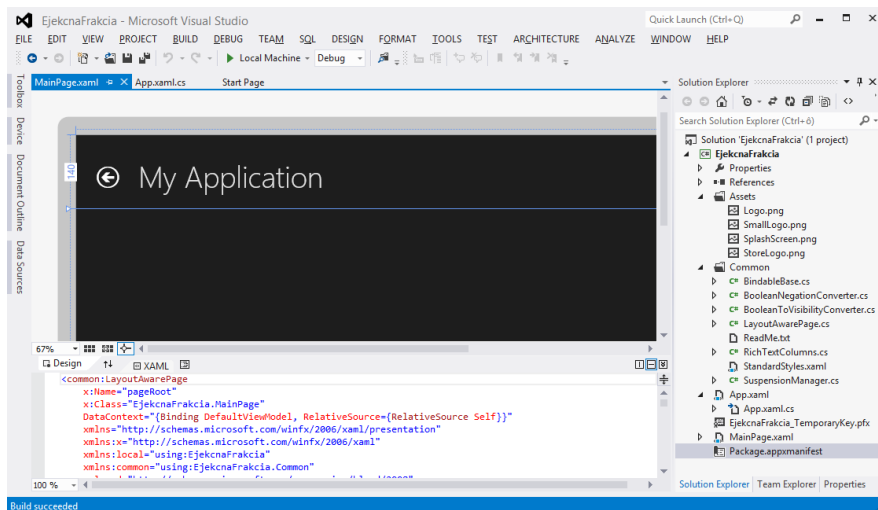 EjekcnaFrakcia - Microsoft Visual Studio
Quick Launch (Ctrl+Q)
FILE EDIT VIEW PROJECT BUILD DEBUG TEAM SQL DESIGN FORMAT TOOLS TEST ARCHITECTURE ANALYZE WINDOW HELP
Local Machine Debug
Toolbox
Device
Document Outline
Data Sources
MainPage.xaml App.xaml.cs Start Page
140
My Application
67%
Design XAML
<common:LayoutAwarePage
x:Name="pageRoot"
x:Class="EjekcnaFrakcia.MainPage"
DataContext="{Binding DefaultViewModel, RelativeSource={RelativeSource Self}}"
xmlns="http://schemas.microsoft.com/winfx/2006/xaml/presentation"
xmlns:x="http://schemas.microsoft.com/winfx/2006/xaml"
xmlns:local="using:EjekcnaFrakcia"
xmlns:common="using:EjekcnaFrakcia.Common"
100 %
Solution Explorer
Search Solution Explorer (Ctrl+ô)
Solution 'EjekcnaFrakcia' (1 project)
EjekcnaFrakcia
Properties
References
Assets
Logo.png
SmallLogo.png
SplashScreen.png
StoreLogo.png
Common
BindableBase.cs
BooleanNegationConverter.cs
BooleanToVisibilityConverter.cs
LayoutAwarePage.cs
ReadMe.txt
RichTextColumns.cs
StandardStyles.xaml
SuspensionManager.cs
App.xaml
App.xaml.cs
EjekcnaFrakcia_TemporaryKey.pfx
MainPage.xaml
Package.appxmanifest
Solution Explorer Team Explorer Properties
Build succeeded